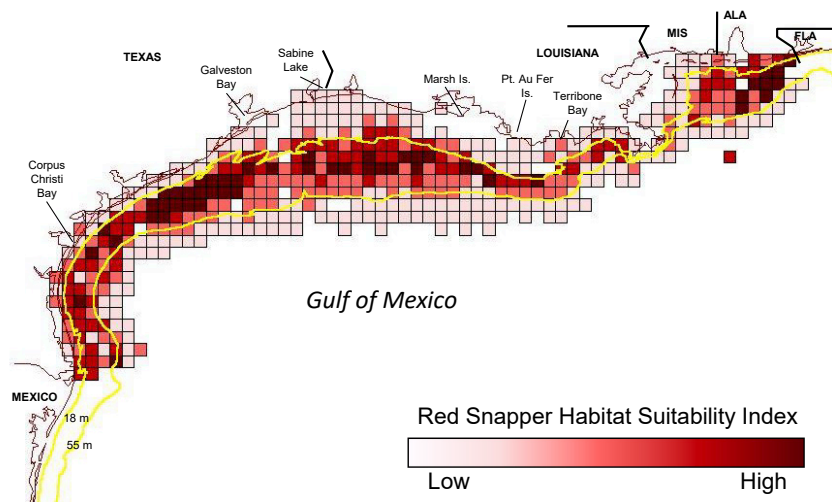 ALA
MIS
FLA
TEXAS
Sabine
Lake
LOUISIANA
Galveston
Bay
Marsh Is.
Pt. Au Fer
Is.
Terribone
Bay
Corpus
Christi
Bay
Gulf of Mexico
MEXICO
18 m
55 m
Red Snapper Habitat Suitability Index
Low
High